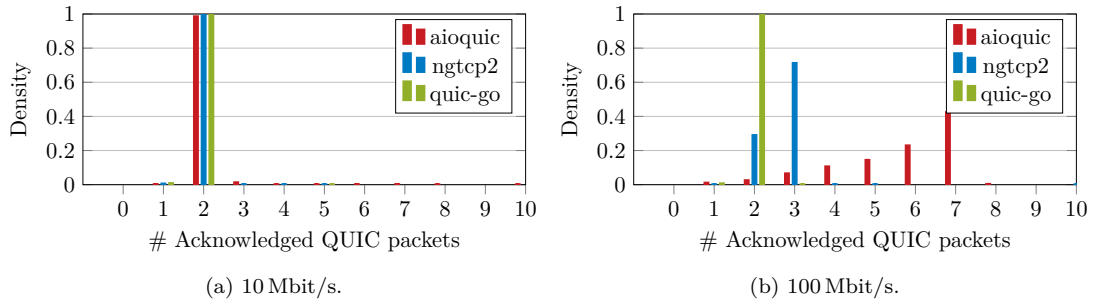 1
0.8
0.6
0.4
0.2
0
Density
aioquic
ngtcp2
quic-go
0 1 2 3 4 5 6 7 8 9 10
# Acknowledged QUIC packets
(a) 10 Mbit/s.
1
0.8
0.6
0.4
0.2
0
Density
aioquic
ngtcp2
quic-go
0 1 2 3 4 5 6 7 8 9 10
# Acknowledged QUIC packets
(b) 100 Mbit/s.